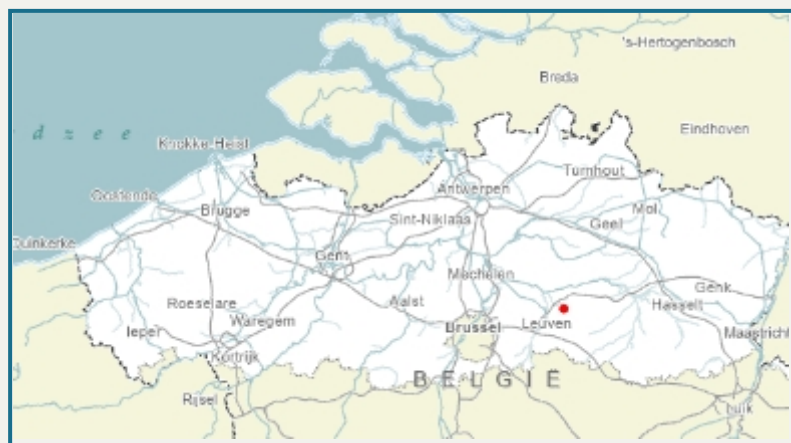 's-Hertogenbosch
Breda
Eindhoven
d z e e
Knokke-Heist
Turnhout
Oostende
Antwerpen
Mol
Brugge
Sint-Niklaas
Geel
Duinkerke
Gent
Mechelen
Genk
Roeselare
Aalst
Hasselt
Ieper
Waregem
Brussel
Leuven
Maastricht
Kortrijk
BELGIË
Rijsel
Luik